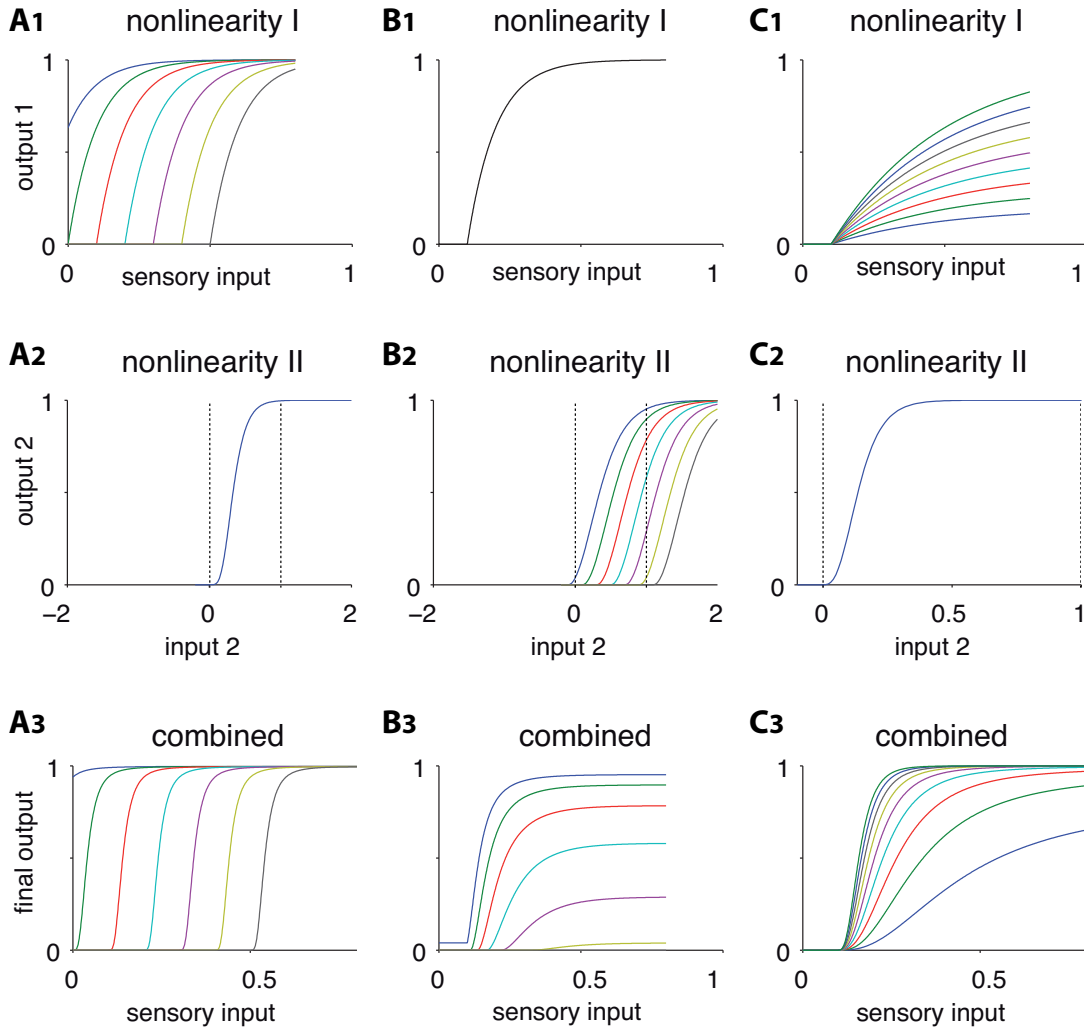 A1 nonlinearity I
1
output 1
0
0 sensory input 1
B1 nonlinearity I
1
0
0 sensory input 1
C1 nonlinearity I
1
0
0 sensory input 1
A2 nonlinearity II
1
output 2
0
−2 0 2
input 2
B2 nonlinearity II
1
0
−2 0 2
input 2
C2 nonlinearity II
1
0
0 0.5 1
input 2
A3 combined
1
final output
0
0 0.5
sensory input
B3 combined
1
0
0 0.5 1
sensory input
C3 combined
1
0
0 0.5
sensory input